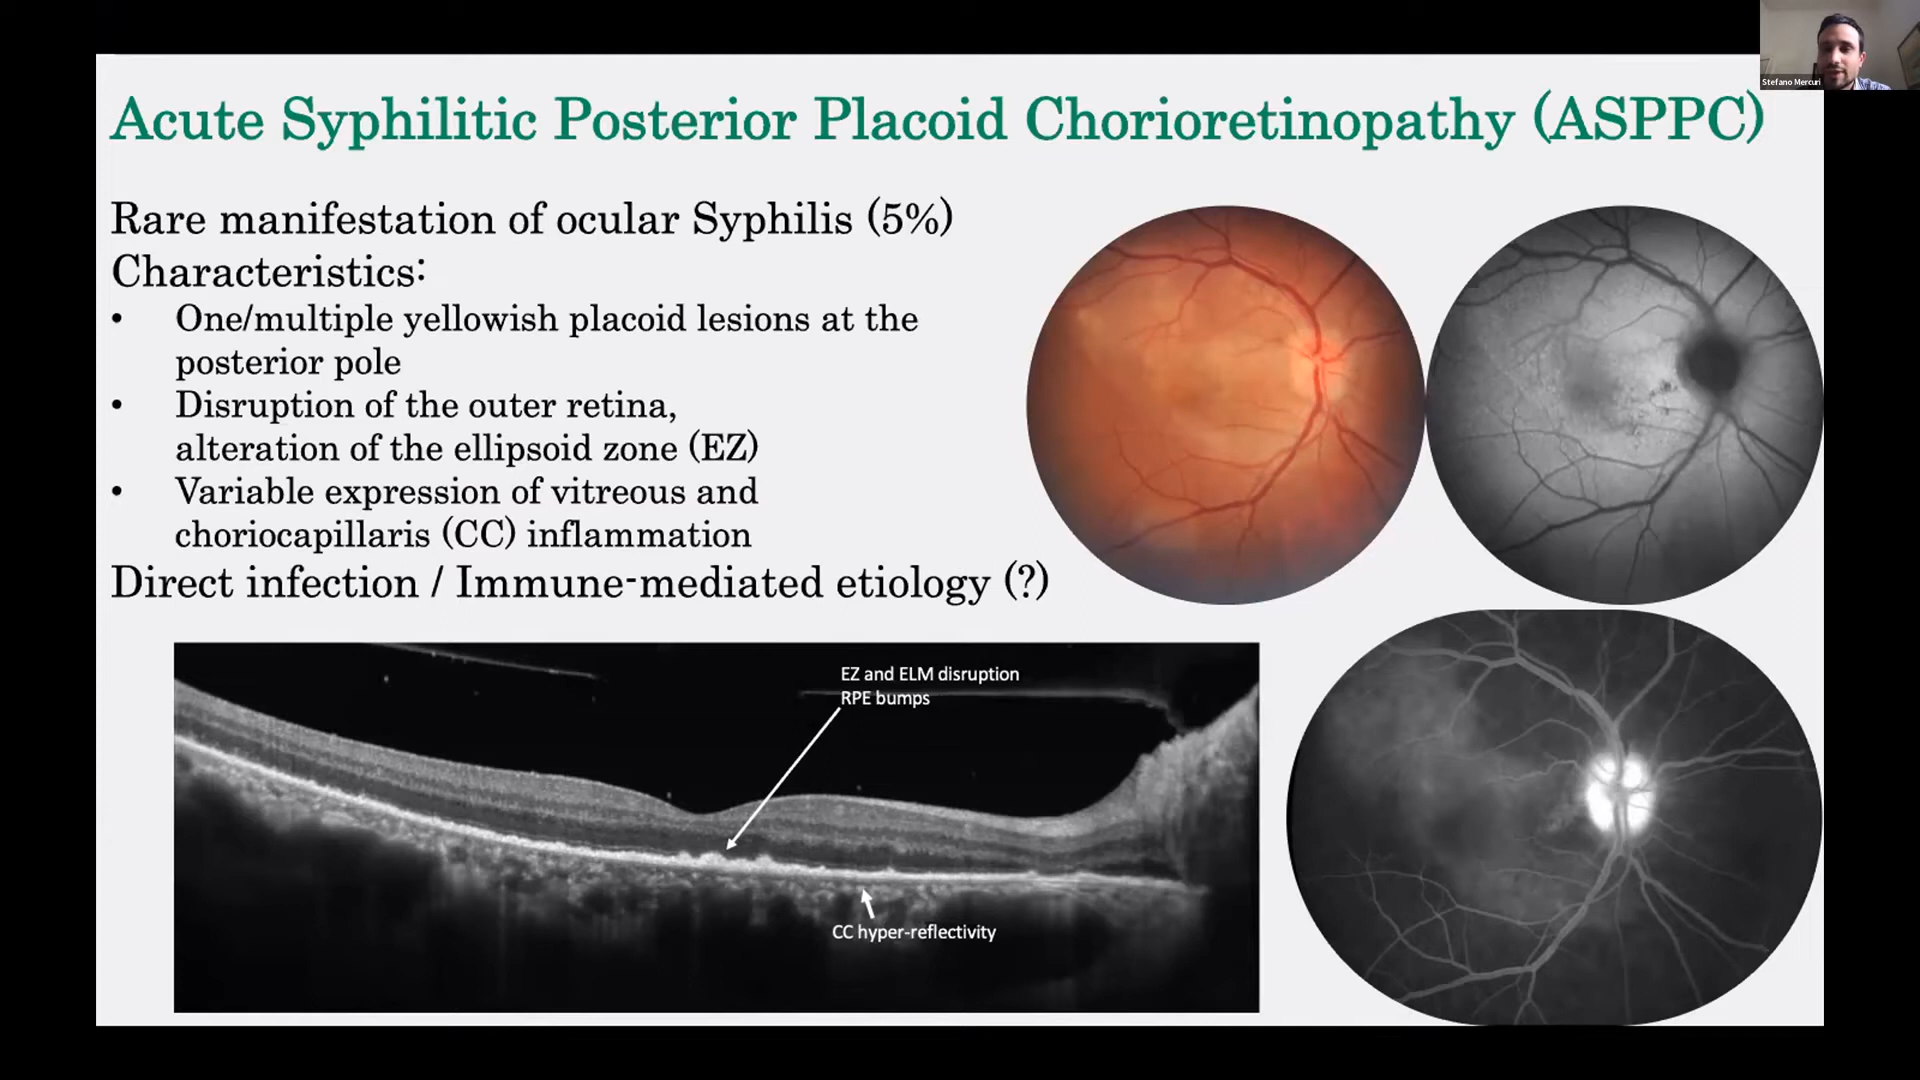 Stefano Mercuri
Acute Syphilitic Posterior Placoid Chorioretinopathy (ASPPC)
Rare manifestation of ocular Syphilis (5%)
Characteristics:
• One/multiple yellowish placoid lesions at the
posterior pole
• Disruption of the outer retina,
alteration of the ellipsoid zone (EZ)
• Variable expression of vitreous and
choriocapillaris (CC) inflammation
Direct infection / Immune-mediated etiology (?)
EZ and ELM disruption
RPE bumps
CC hyper-reflectivity